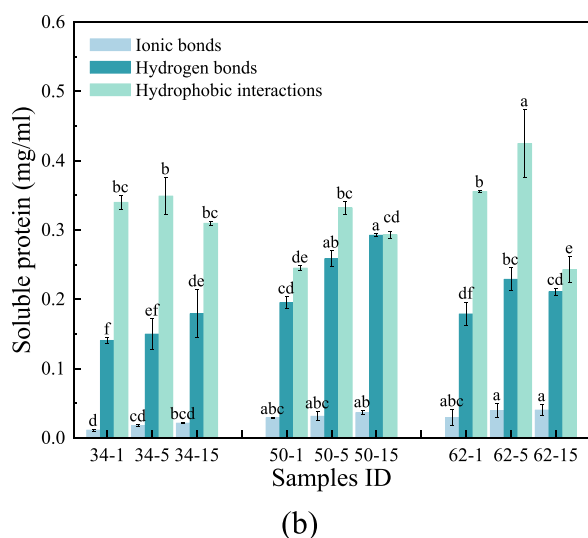 0.6
0.5
0.4
0.3
0.2
0.1
0.0
Soluble protein (mg/ml)
Ionic bonds
Hydrogen bonds
Hydrophobic interactions
d f bc
cd ef b
bcd de bc
abc cd de
abc ab bc
ab a cd
abc df b
a bc a
a cd e
34-1 34-5 34-15 50-1 50-5 50-15 62-1 62-5 62-15
Samples ID
(b)